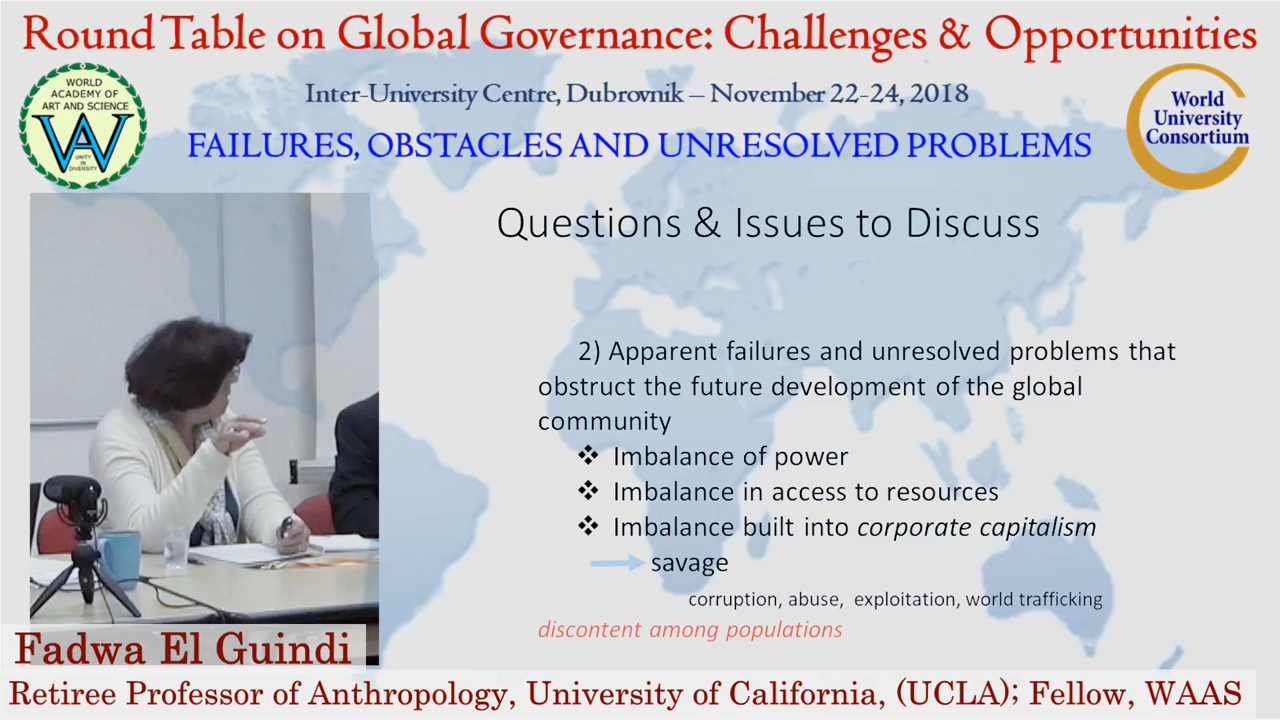 Round Table on Global Governance: Challenges & Opportunities
WORLD
ACADEMY OF
ART AND SCIENCE
WA
UNITY
IN
DIVERSITY
Inter-University Centre, Dubrovnik – November 22-24, 2018
FAILURES, OBSTACLES AND UNRESOLVED PROBLEMS
World
University
Consortium
Questions & Issues to Discuss
2) Apparent failures and unresolved problems that
obstruct the future development of the global
community
❖ Imbalance of power
❖ Imbalance in access to resources
❖ Imbalance built into corporate capitalism
savage
corruption, abuse, exploitation, world trafficking
discontent among populations
Fadwa El Guindi
Retiree Professor of Anthropology, University of California, (UCLA); Fellow, WAAS